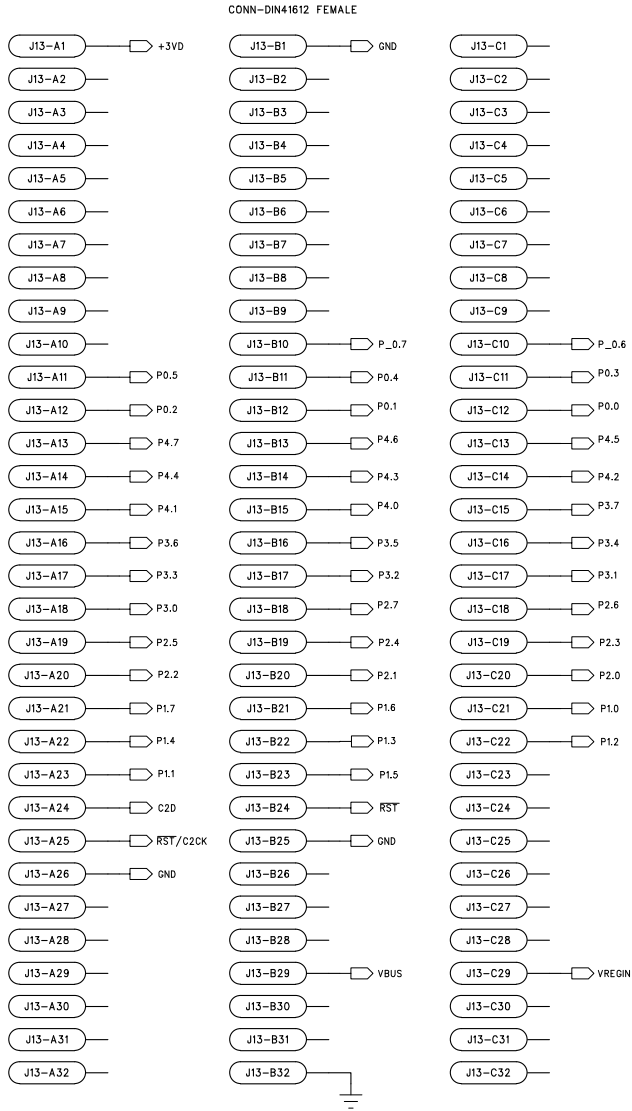 CONN-DIN41612 FEMALE
J13-A1 +3VD J13-B1 GND J13-C1
J13-A2 J13-B2 J13-C2
J13-A3 J13-B3 J13-C3
J13-A4 J13-B4 J13-C4
J13-A5 J13-B5 J13-C5
J13-A6 J13-B6 J13-C6
J13-A7 J13-B7 J13-C7
J13-A8 J13-B8 J13-C8
J13-A9 J13-B9 J13-C9
J13-A10 J13-B10 P_0.7 J13-C10 P_0.6
J13-A11 P0.5 J13-B11 P0.4 J13-C11 P0.3
J13-A12 P0.2 J13-B12 P0.1 J13-C12 P0.0
J13-A13 P4.7 J13-B13 P4.6 J13-C13 P4.5
J13-A14 P4.4 J13-B14 P4.3 J13-C14 P4.2
J13-A15 P4.1 J13-B15 P4.0 J13-C15 P3.7
J13-A16 P3.6 J13-B16 P3.5 J13-C16 P3.4
J13-A17 P3.3 J13-B17 P3.2 J13-C17 P3.1
J13-A18 P3.0 J13-B18 P2.7 J13-C18 P2.6
J13-A19 P2.5 J13-B19 P2.4 J13-C19 P2.3
J13-A20 P2.2 J13-B20 P2.1 J13-C20 P2.0
J13-A21 P1.7 J13-B21 P1.6 J13-C21 P1.0
J13-A22 P1.4 J13-B22 P1.3 J13-C22 P1.2
J13-A23 P1.1 J13-B23 P1.5 J13-C23
J13-A24 C2D J13-B24 RST J13-C24
J13-A25 RST/C2CK J13-B25 GND J13-C25
J13-A26 GND J13-B26 J13-C26
J13-A27 J13-B27 J13-C27
J13-A28 J13-B28 J13-C28
J13-A29 J13-B29 VBUS J13-C29 VREGIN
J13-A30 J13-B30 J13-C30
J13-A31 J13-B31 J13-C31
J13-A32 J13-B32 J13-C32